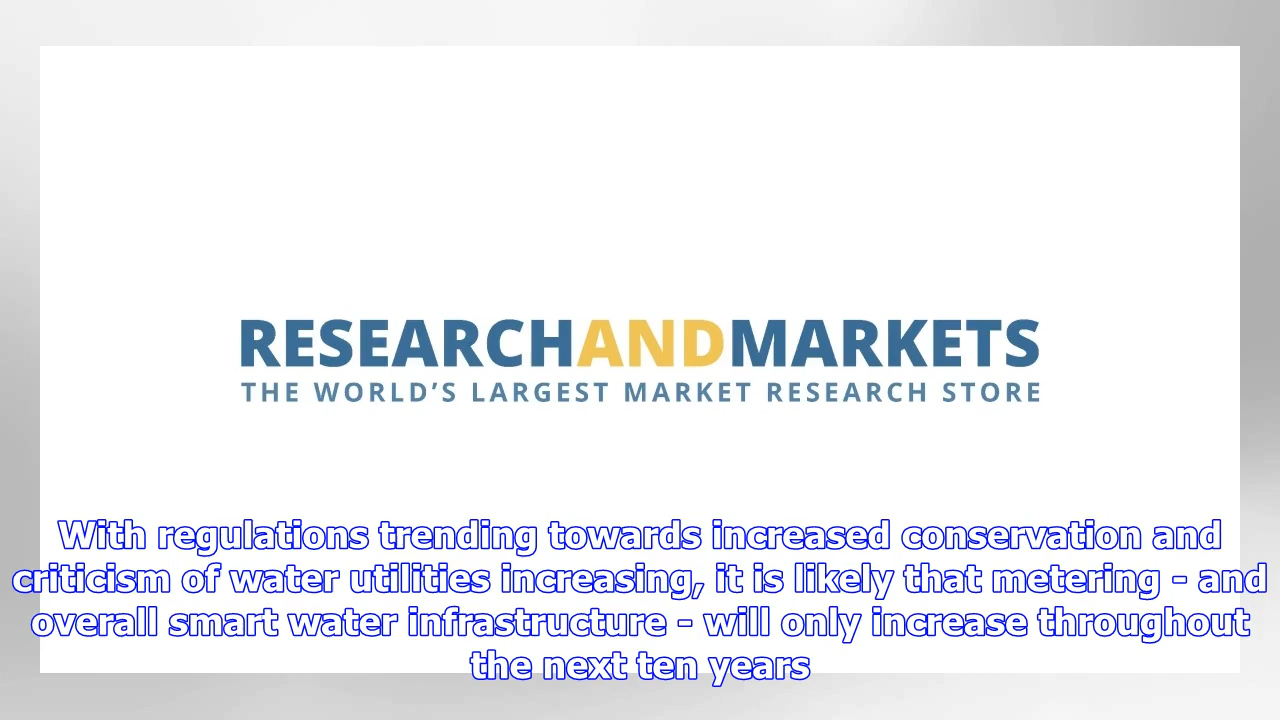 RESEARCHANDMARKETS
THE WORLD'S LARGEST MARKET RESEARCH STORE
With regulations trending towards increased conservation and
criticism of water utilities increasing, it is likely that metering - and
overall smart water infrastructure - will only increase throughout
the next ten years